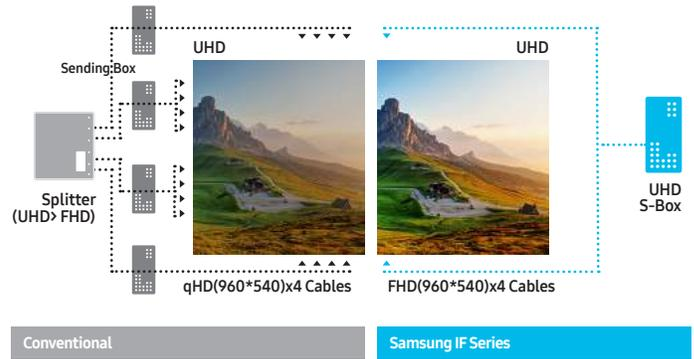 UHD
UHD
Sending Box
Splitter
(UHD> FHD)
UHD
S-Box
qHD(960*540)x4 Cables
FHD(960*540)x4 Cables
Conventional
Samsung IF Series